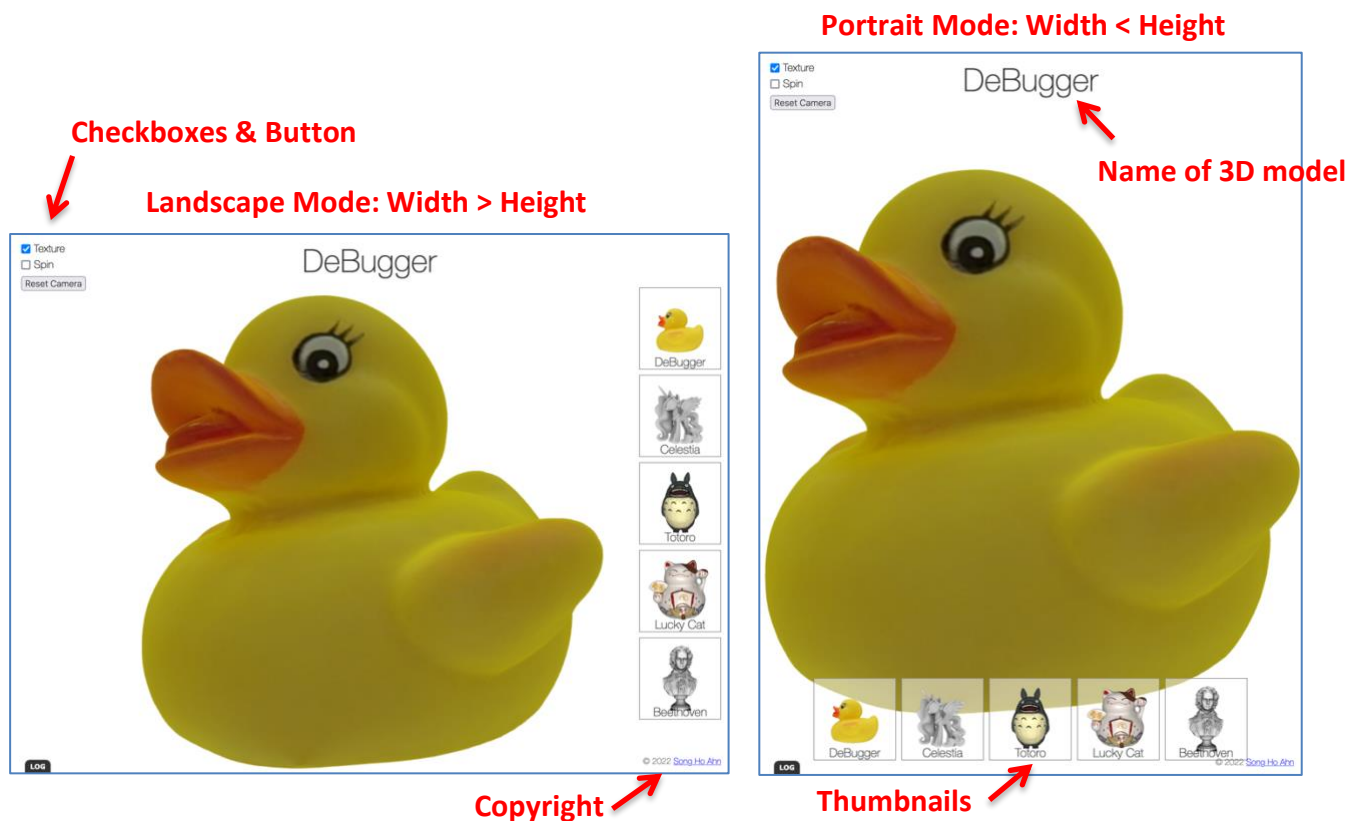 Portrait Mode: Width < Height
Texture
Spin
Reset Camera
DeBugger
Name of 3D model
Checkboxes & Button
Landscape Mode: Width > Height
Texture
Spin
Reset Camera
DeBugger
DeBugger
Celestia
Totoro
Lucky Cat
Beethoven
LOG
© 2022 Song Ho Ahn
Copyright
DeBugger
Celestia
Totoro
Lucky Cat
Beethoven
LOG
© 2022 Song Ho Ahn
Thumbnails